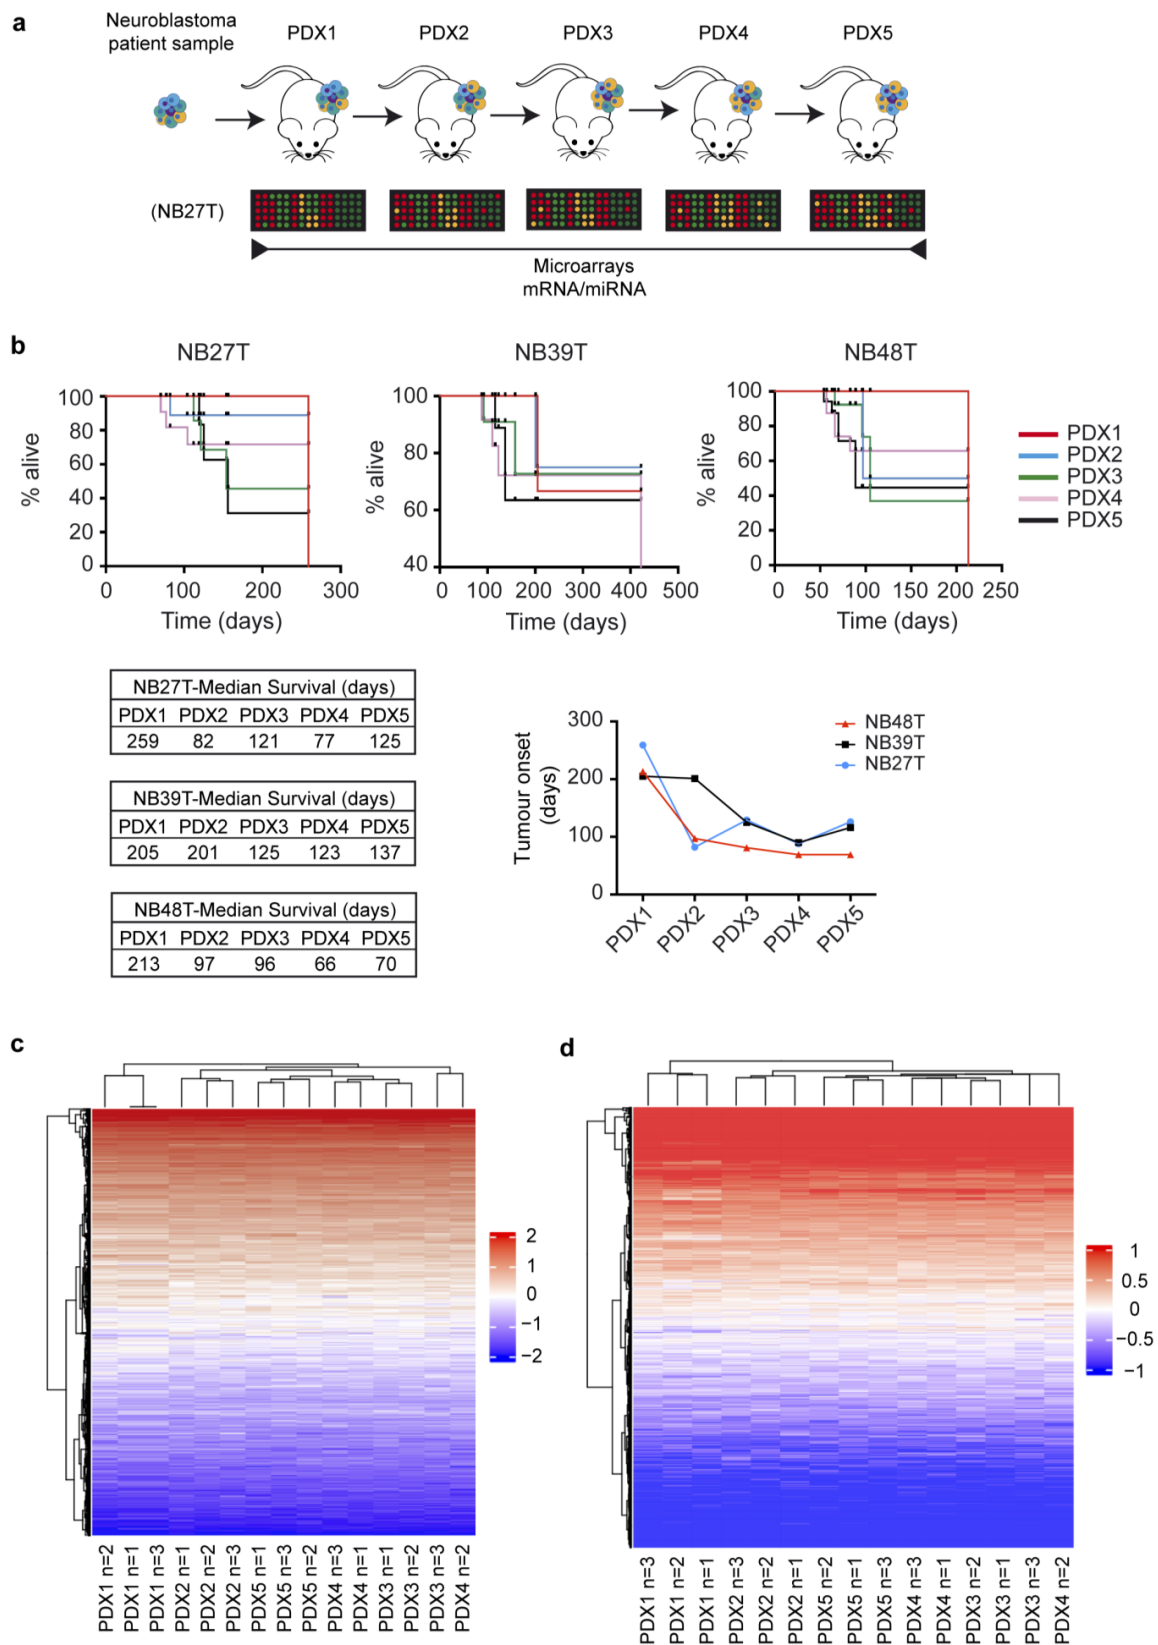 a
Neuroblastoma
patient sample
PDX1
PDX2
PDX3
PDX4
PDX5
(NB27T)
Microarrays
mRNA/miRNA
b
NB27T
NB39T
NB48T
% alive
100
80
60
40
20
0
0 100 200 300
Time (days)
% alive
100
80
60
40
0 100 200 300 400 500
Time (days)
% alive
100
80
60
40
20
0
0 50 100 150 200 250
Time (days)
PDX1
PDX2
PDX3
PDX4
PDX5
NB27T-Median Survival (days)
PDX1 PDX2 PDX3 PDX4 PDX5
259 82 121 77 125
NB39T-Median Survival (days)
PDX1 PDX2 PDX3 PDX4 PDX5
205 201 125 123 137
NB48T-Median Survival (days)
PDX1 PDX2 PDX3 PDX4 PDX5
213 97 96 66 70
Tumour onset
(days)
300
200
100
0
PDX1
PDX2
PDX3
PDX4
PDX5
NB48T
NB39T
NB27T
c
2
1
0
−1
−2
PDX1 n=2
PDX1 n=1
PDX1 n=3
PDX2 n=1
PDX2 n=2
PDX2 n=3
PDX5 n=1
PDX5 n=3
PDX5 n=2
PDX4 n=3
PDX4 n=1
PDX3 n=1
PDX3 n=2
PDX3 n=3
PDX4 n=2
d
1
0.5
0
−0.5
−1
PDX1 n=3
PDX1 n=2
PDX1 n=1
PDX2 n=3
PDX2 n=2
PDX2 n=1
PDX5 n=2
PDX5 n=1
PDX5 n=3
PDX4 n=3
PDX4 n=1
PDX3 n=2
PDX3 n=1
PDX3 n=3
PDX4 n=2